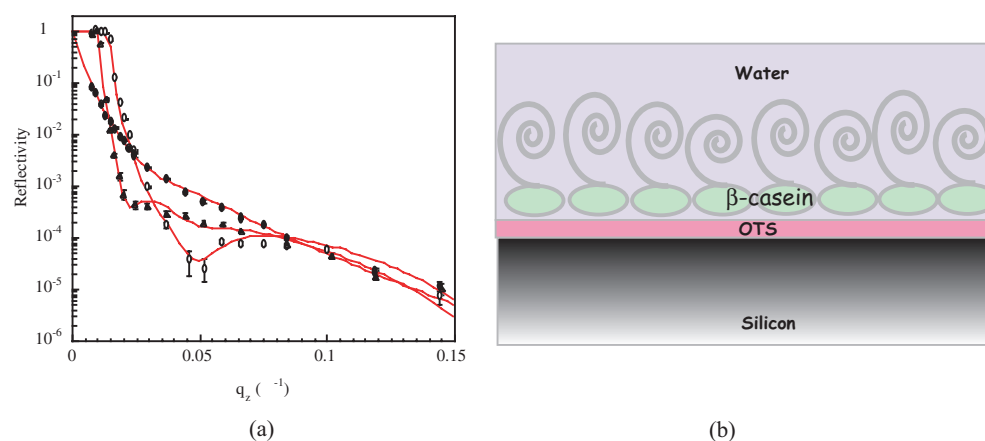 1
10-1
10-2
10-3
10-4
10-5
10-6
Reflectivity
0
0.05
0.1
0.15
qz ( -1)
(a)
Water
β-casein
OTS
Silicon
(b)